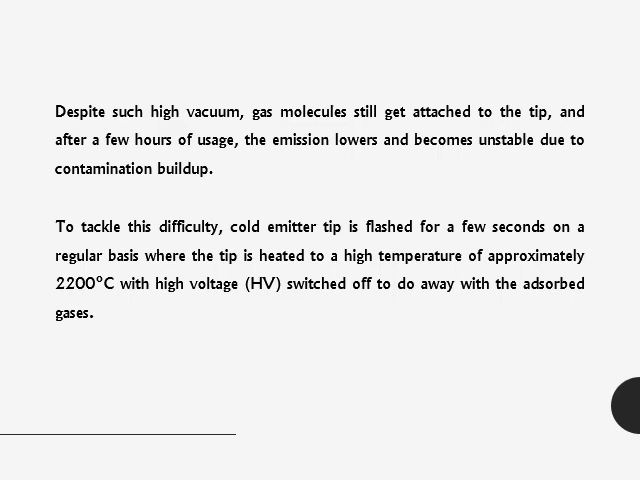 Despite such high vacuum, gas molecules still get attached to the tip, and
after a few hours of usage, the emission lowers and becomes unstable due to
contamination buildup.
To tackle this difficulty, cold emitter tip is flashed for a few seconds on a
regular basis where the tip is heated to a high temperature of approximately
2200°C with high voltage (HV) switched off to do away with the adsorbed
gases.